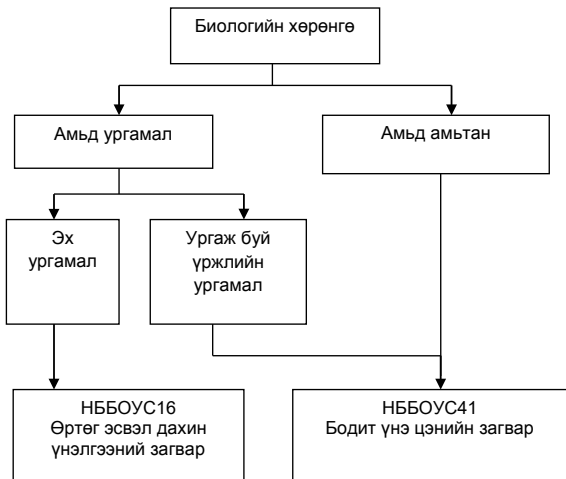 Биологийн хөрөнгө
Амьд ургамал
Амьд амьтан
Эх
ургамал
Ургаж буй
үржлийн
ургамал
НББОУС16
Өртөг эсвэл дахин
үнэлгээний загвар
НББОУС41
Бодит үнэ цэнийн загвар